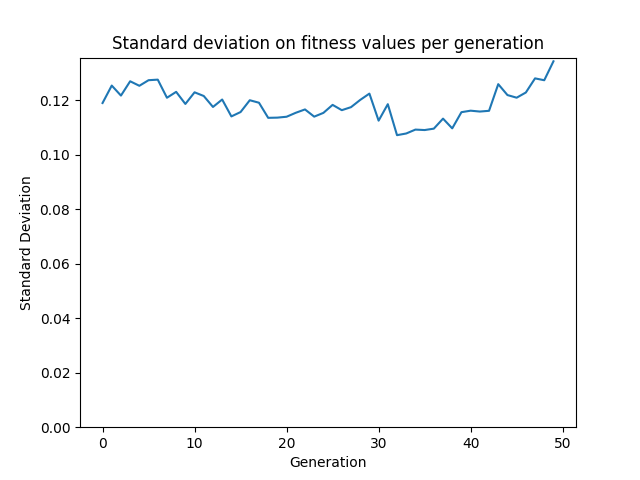 Standard deviation on fitness values per generation
Standard Deviation
0.12
0.10
0.08
0.06
0.04
0.02
0.00
0 10 20 30 40 50
Generation